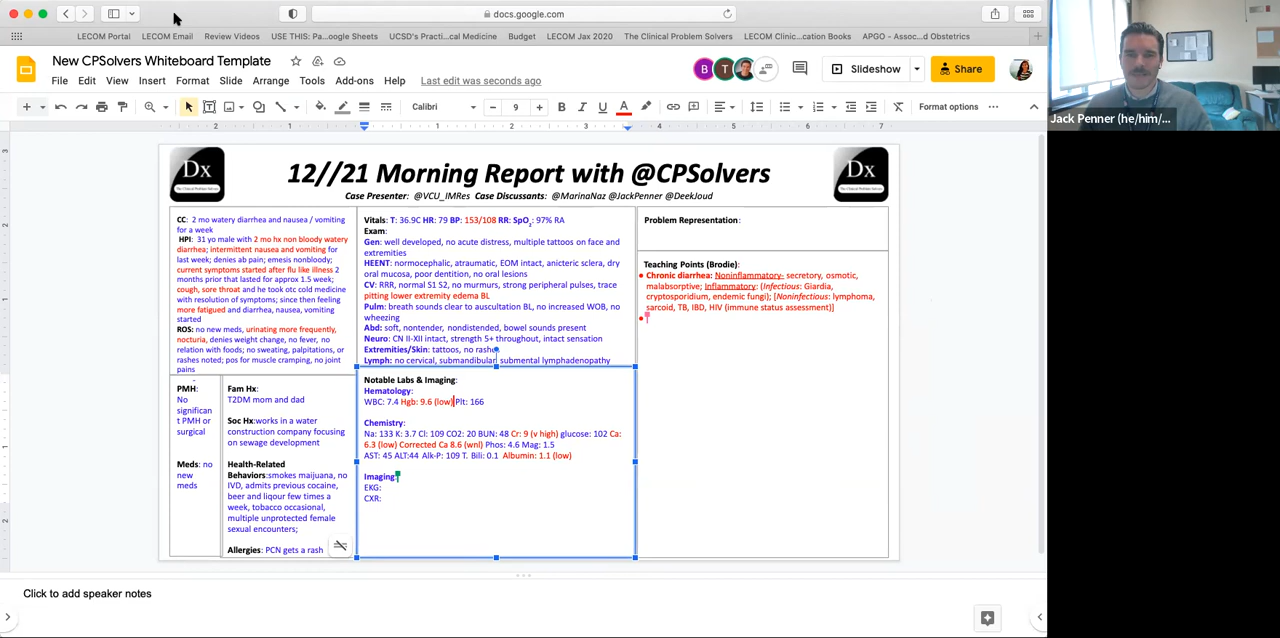 docs.google.com
LECOM Portal LECOM Email Review Videos USE THIS: Pa...oogle Sheets UCSD's Practi...cal Medicine Budget LECOM Jax 2020 The Clinical Problem Solvers LECOM Clinic...cation Books APGO - Assoc...d Obstetrics
New CPSolvers Whiteboard Template
File Edit View Insert Format Slide Arrange Tools Add-ons Help Last edit was seconds ago
B T Slideshow Share
Calibri 9 B I U A Format options
2 1 1 2 3 4 5 6 7
Jack Penner (he/him/...
Dx
The Clinical Problem Solvers
12//21 Morning Report with @CPSolvers
Case Presenter: @VCU_IMRes Case Discussants: @MarinaNaz @JackPenner @DeekJoud
Dx
The Clinical Problem Solvers
CC: 2 mo watery diarrhea and nausea / vomiting
for a week
HPI: 31 yo male with 2 mo hx non bloody watery
diarrhea; intermittent nausea and vomiting for
last week; denies ab pain; emesis nonbloody;
current symptoms started after flu like illness 2
months prior that lasted for approx 1.5 week;
cough, sore throat and he took otc cold medicine
with resolution of symptoms; since then feeling
more fatigued and diarrhea, nausea, vomiting
started
ROS: no new meds, urinating more frequently,
nocturia, denies weight change, no fever, no
relation with foods; no sweating, palpitations, or
rashes noted; pos for muscle cramping, no joint
pains
PMH:
No
significan
t PMH or
surgical
Meds: no
new
meds
Fam Hx:
T2DM mom and dad
Soc Hx:works in a water
construction company focusing
on sewage development
Health-Related
Behaviors:smokes maijuana, no
IVD, admits previous cocaine,
beer and liqour few times a
week, tobacco occasional,
multiple unprotected female
sexual encounters;
Allergies: PCN gets a rash
Vitals: T: 36.9C HR: 79 BP: 153/108 RR: SpO2: 97% RA
Exam:
Gen: well developed, no acute distress, multiple tattoos on face and
extremities
HEENT: normocephalic, atraumatic, EOM intact, anicteric sclera, dry
oral mucosa, poor dentition, no oral lesions
CV: RRR, normal S1 S2, no murmurs, strong peripheral pulses, trace
pitting lower extremity edema BL
Pulm: breath sounds clear to auscultation BL, no increased WOB, no
wheezing
Abd: soft, nontender, nondistended, bowel sounds present
Neuro: CN II-XII intact, strength 5+ throughout, intact sensation
Extremities/Skin: tattoos, no rashe
Lymph: no cervical, submandibular, submental lymphadenopathy
Notable Labs & Imaging:
Hematology:
WBC: 7.4 Hgb: 9.6 (low) Plt: 166
Chemistry:
Na: 133 K: 3.7 Cl: 109 CO2: 20 BUN: 48 Cr: 9 (v high) glucose: 102 Ca:
6.3 (low) Corrected Ca 8.6 (wnl) Phos: 4.6 Mag: 1.5
AST: 45 ALT:44 Alk-P: 109 T. Bili: 0.1 Albumin: 1.1 (low)
Imaging:
EKG:
CXR:
Problem Representation:
Teaching Points (Brodie):
Chronic diarrhea: Noninflammatory- secretory, osmotic,
malabsorptive; Inflammatory: (Infectious: Giardia,
cryptosporidium, endemic fungi); [Noninfectious: lymphoma,
sarcoid, TB, IBD, HIV (immune status assessment)]
Click to add speaker notes